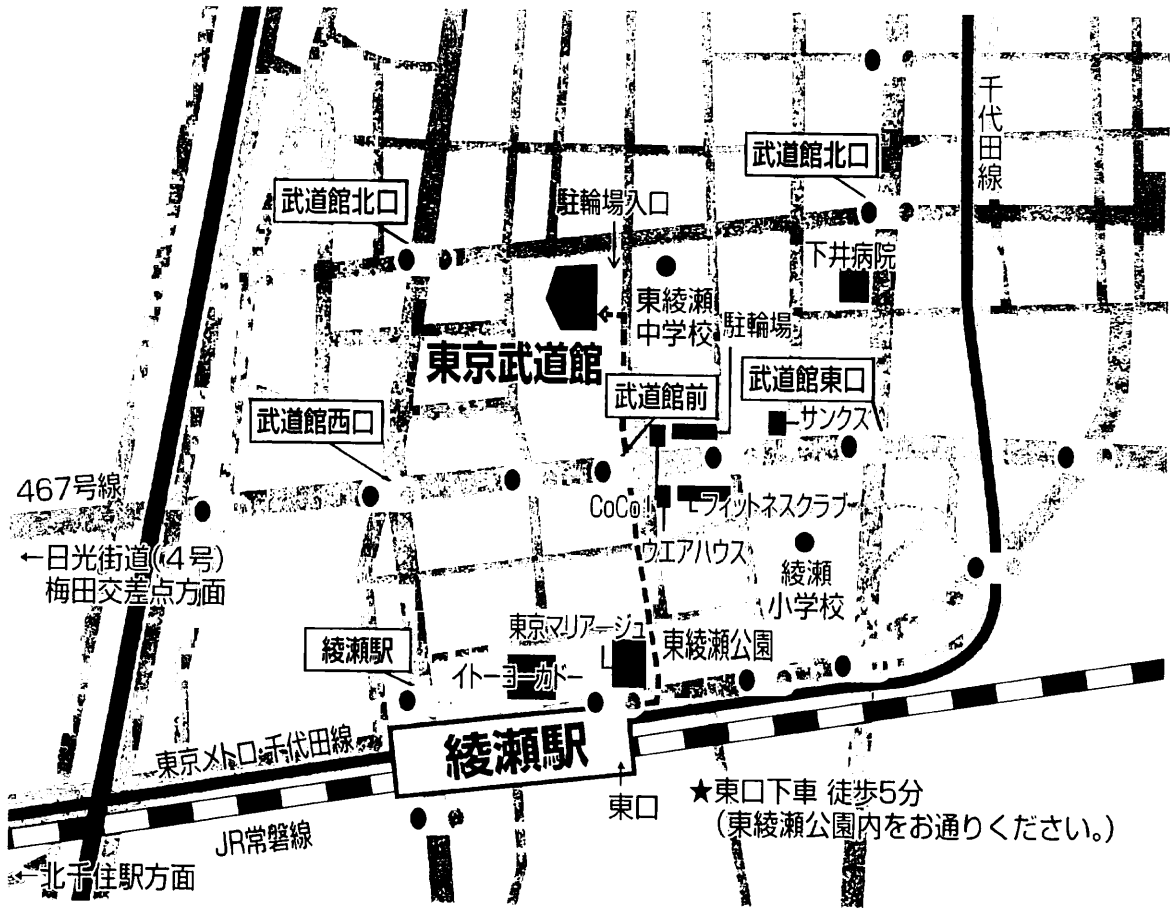 千代田線
武道館北口
武道館北口
駐輪場入口
下井病院
東綾瀬
中学校
駐輪場
東京武道館
武道館前
武道館東口
サンクス
武道館西口
467号線
CoCo!
フィットネスクラブ
ウエアハウス
←日光街道(4号)
梅田交差点方面
綾瀬
小学校
東京マリアージュ
東綾瀬公園
綾瀬駅
イトーヨーカドー
東京メトロ・千代田線
綾瀬駅
東口
★東口下車 徒歩5分
(東綾瀬公園内をお通りください。)
JR常磐線
←北千住駅方面